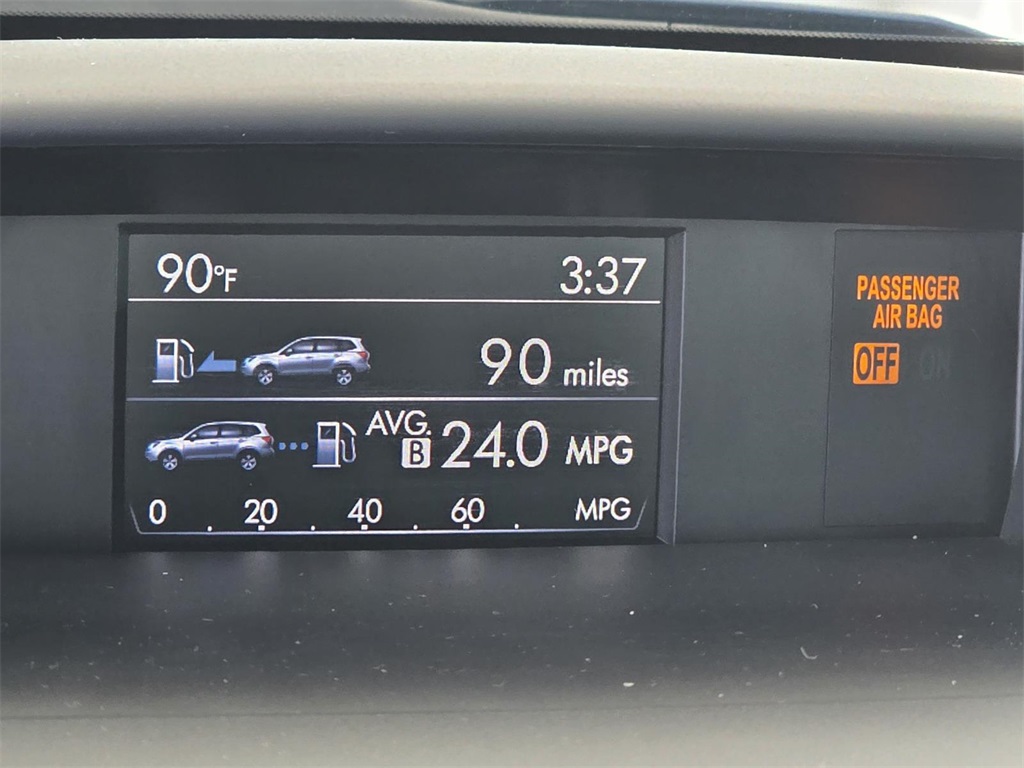 90°F 3:37
90 miles
AVG. B 24.0 MPG
0 20 40 60 MPG
PASSENGER
AIR BAG
OFF ON